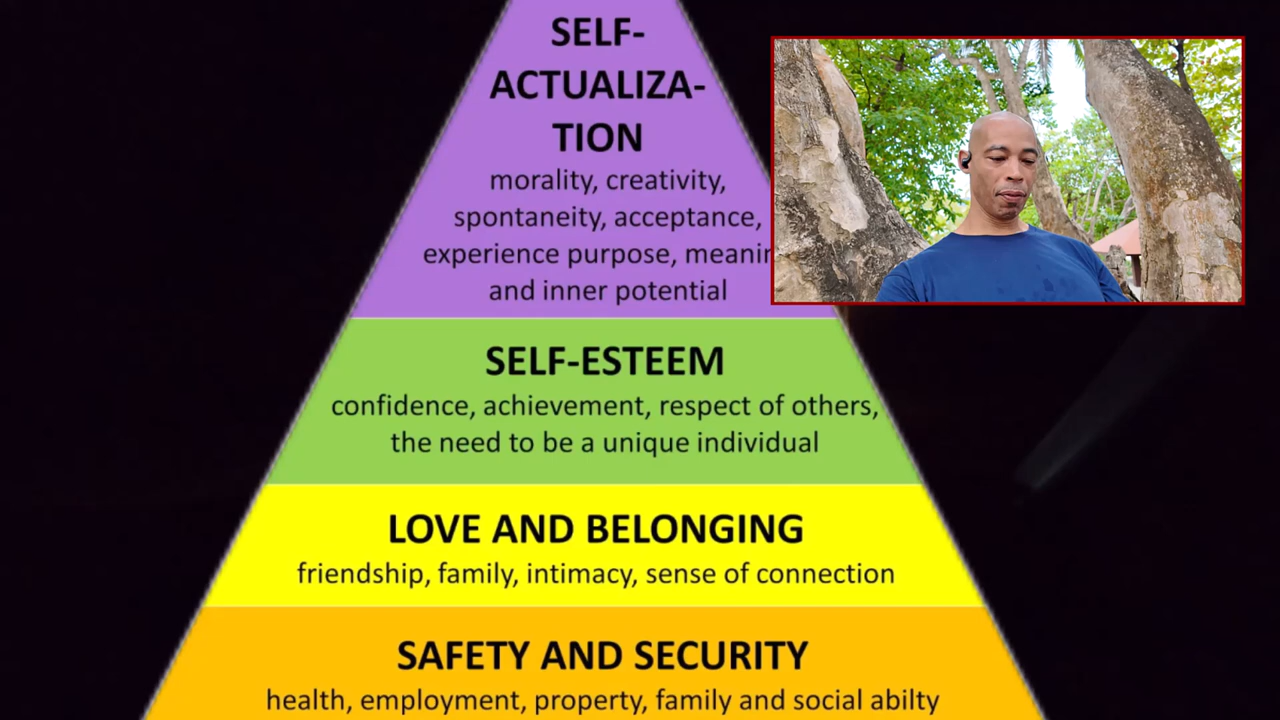 SELF-
ACTUALIZA-
TION
morality, creativity,
spontaneity, acceptance,
experience purpose, meanin
and inner potential
SELF-ESTEEM
confidence, achievement, respect of others,
the need to be a unique individual
LOVE AND BELONGING
friendship, family, intimacy, sense of connection
SAFETY AND SECURITY
health, employment, property, family and social abilty